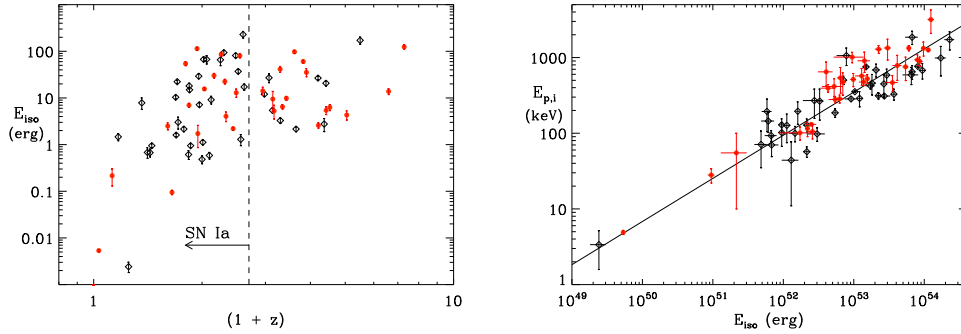 100
10
1
0.1
0.01
E_iso
(erg)
SN Ia
1
10
(1 + z)
1000
100
10
1
E_p,i
(keV)
10^49
10^50
10^51
10^52
10^53
10^54
E_iso (erg)